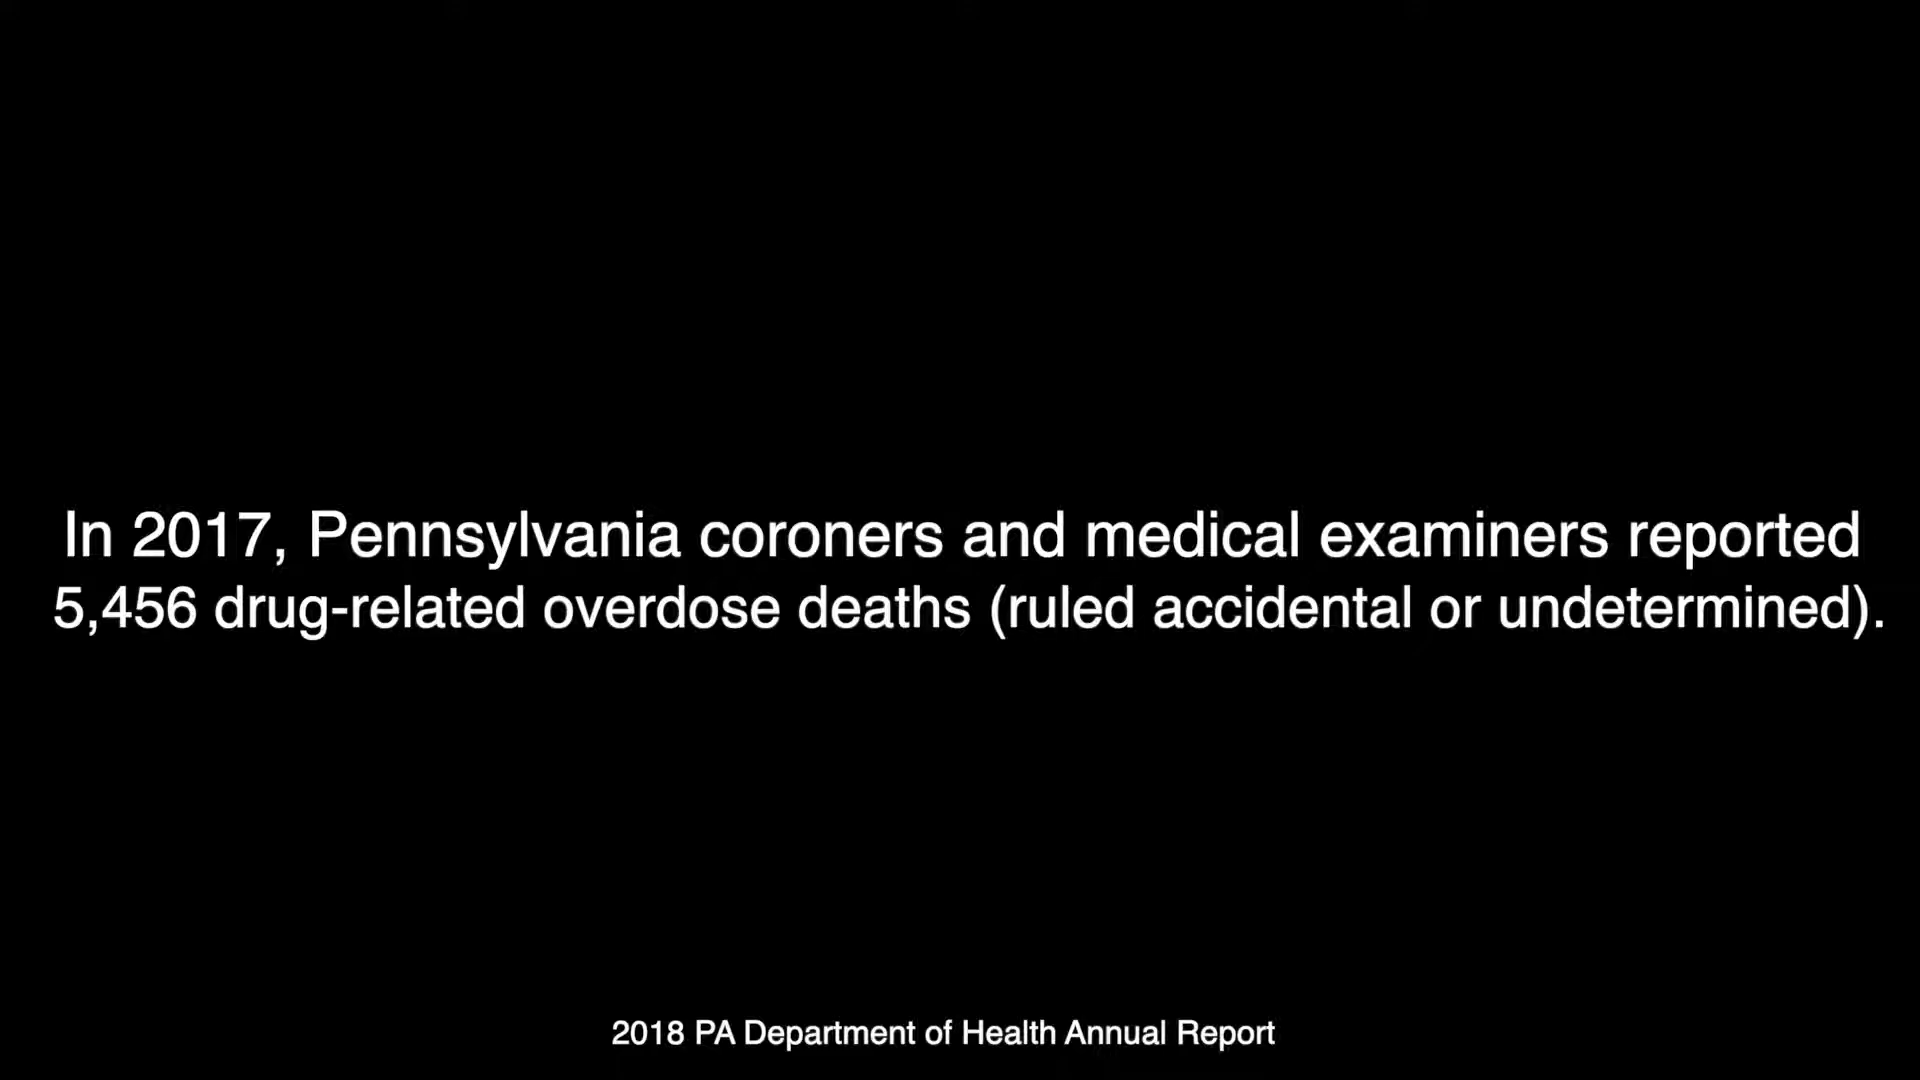 In 2017, Pennsylvania coroners and medical examiners reported
5,456 drug-related overdose deaths (ruled accidental or undetermined).
2018 PA Department of Health Annual Report